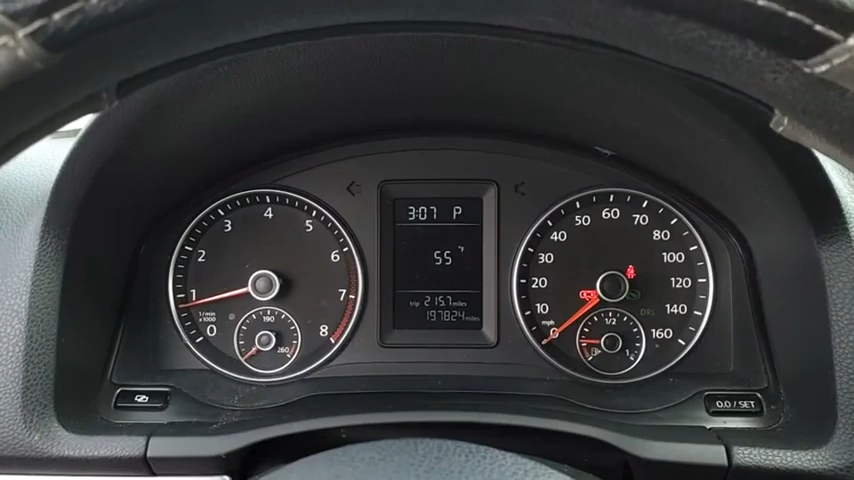 3:07 P
55 °F
trip 215.7 miles
197824 miles
0 1 2 3 4 5 6 7 8
1/min
x1000
190
260
0 10 20 30 40 50 60 70 80 100 120 140 160
mph
DRL
1/2
1
0.0 / SET